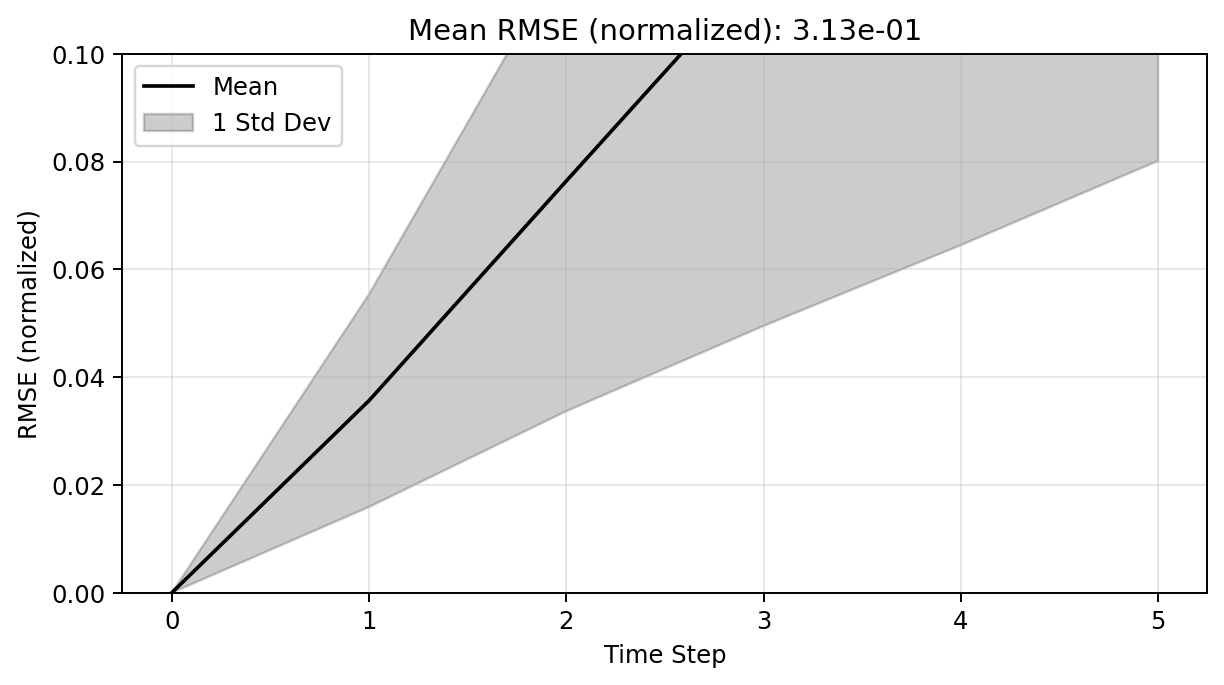 Mean RMSE (normalized): 3.13e-01
Mean
1 Std Dev
RMSE (normalized)
0.10
0.08
0.06
0.04
0.02
0.00
0 1 2 3 4 5
Time Step